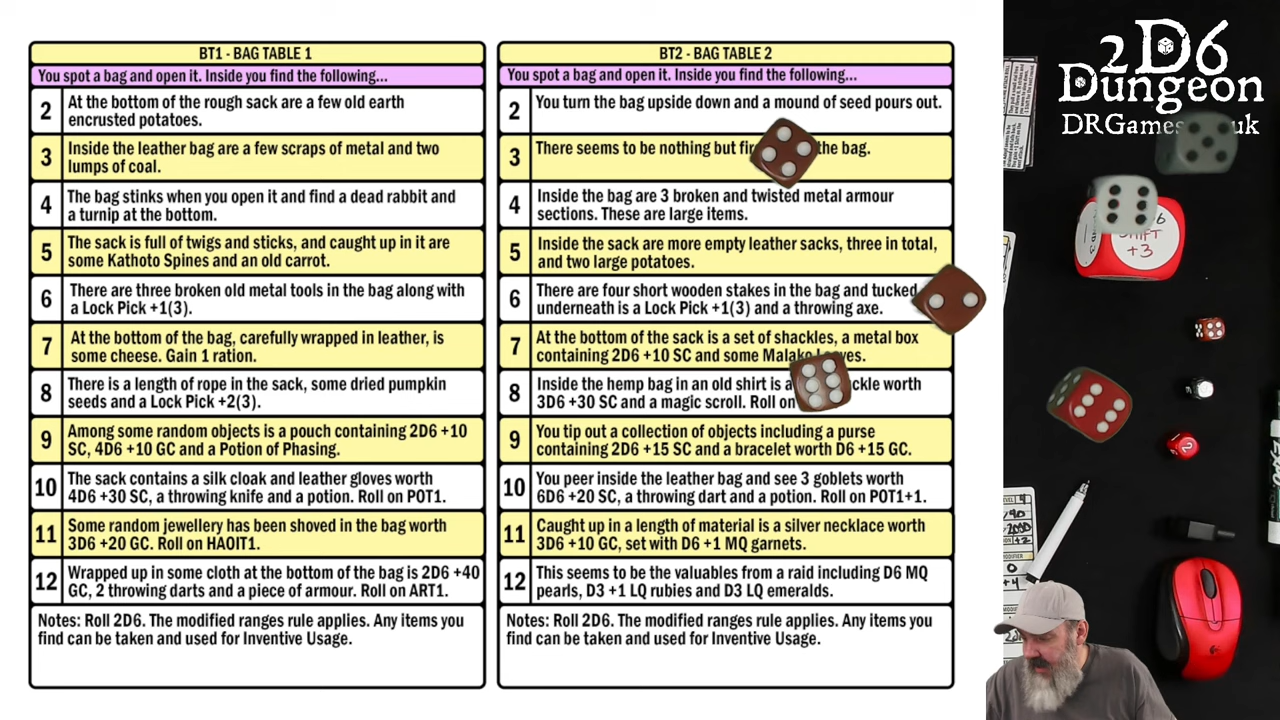 BT1 - BAG TABLE 1
You spot a bag and open it. Inside you find the following...
2 At the bottom of the rough sack are a few old earth
encrusted potatoes.
3 Inside the leather bag are a few scraps of metal and two
lumps of coal.
4 The bag stinks when you open it and find a dead rabbit and
a turnip at the bottom.
5 The sack is full of twigs and sticks, and caught up in it are
some Kathoto Spines and an old carrot.
6 There are three broken old metal tools in the bag along with
a Lock Pick +1(3).
7 At the bottom of the bag, carefully wrapped in leather, is
some cheese. Gain 1 ration.
8 There is a length of rope in the sack, some dried pumpkin
seeds and a Lock Pick +2(3).
9 Among some random objects is a pouch containing 2D6 +10
SC, 4D6 +10 GC and a Potion of Phasing.
10 The sack contains a silk cloak and leather gloves worth
4D6 +30 SC, a throwing knife and a potion. Roll on POT1.
11 Some random jewellery has been shoved in the bag worth
3D6 +20 GC. Roll on HAOIT1.
12 Wrapped up in some cloth at the bottom of the bag is 2D6 +40
GC, 2 throwing darts and a piece of armour. Roll on ART1.
Notes: Roll 2D6. The modified ranges rule applies. Any items you
find can be taken and used for Inventive Usage.
BT2 - BAG TABLE 2
You spot a bag and open it. Inside you find the following...
2 You turn the bag upside down and a mound of seed pours out.
3 There seems to be nothing but the bag.
4 Inside the bag are 3 broken and twisted metal armour
sections. These are large items.
5 Inside the sack are more empty leather sacks, three in total,
and two large potatoes.
6 There are four short wooden stakes in the bag and tucked
underneath is a Lock Pick +1(3) and a throwing axe.
7 At the bottom of the sack is a set of shackles, a metal box
containing 2D6 +10 SC and some Malako
8 Inside the hemp bag in an old shirt is a worth
3D6 +30 SC and a magic scroll. Roll on
9 You tip out a collection of objects including a purse
containing 2D6 +15 SC and a bracelet worth D6 +15 GC.
10 You peer inside the leather bag and see 3 goblets worth
6D6 +20 SC, a throwing dart and a potion. Roll on POT1+1.
11 Caught up in a length of material is a silver necklace worth
3D6 +10 GC, set with D6 +1 MQ garnets.
12 This seems to be the valuables from a raid including D6 MQ
pearls, D3 +1 LQ rubies and D3 LQ emeralds.
Notes: Roll 2D6. The modified ranges rule applies. Any items you
find can be taken and used for Inventive Usage.
2D6
Dungeon
SHIFT
+3